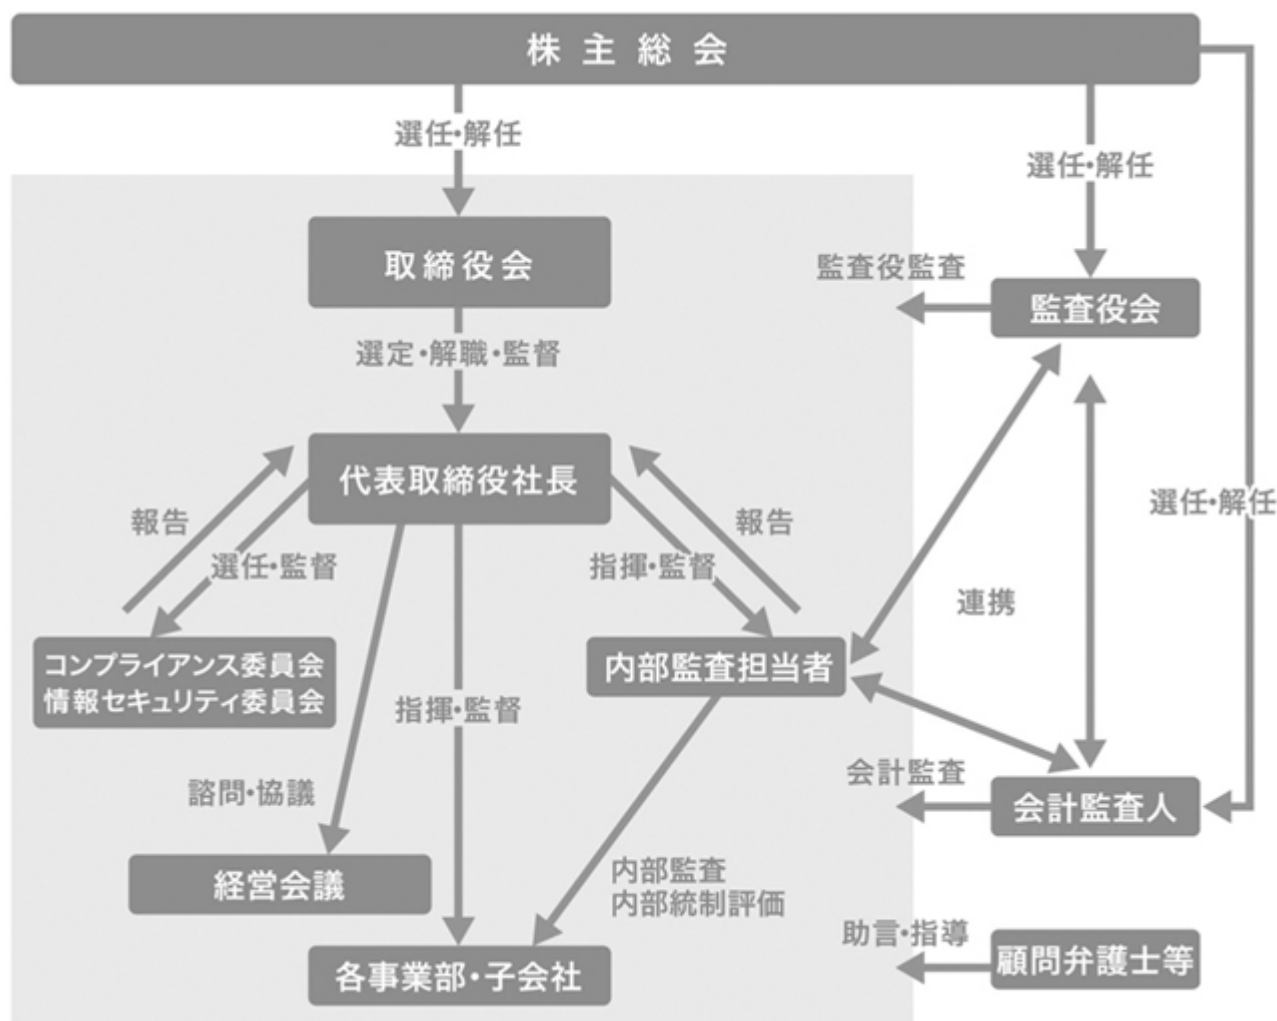 株主総会
選任・解任
選任・解任
取締役会
監査役監査
監査役会
選定・解職・監督
代表取締役社長
報告
選任・監督
指揮・監督
報告
選任・解任
連携
コンプライアンス委員会
情報セキュリティ委員会
内部監査担当者
指揮・監督
諮問・協議
会計監査
会計監査人
経営会議
内部監査
内部統制評価
助言・指導
顧問弁護士等
各事業部・子会社